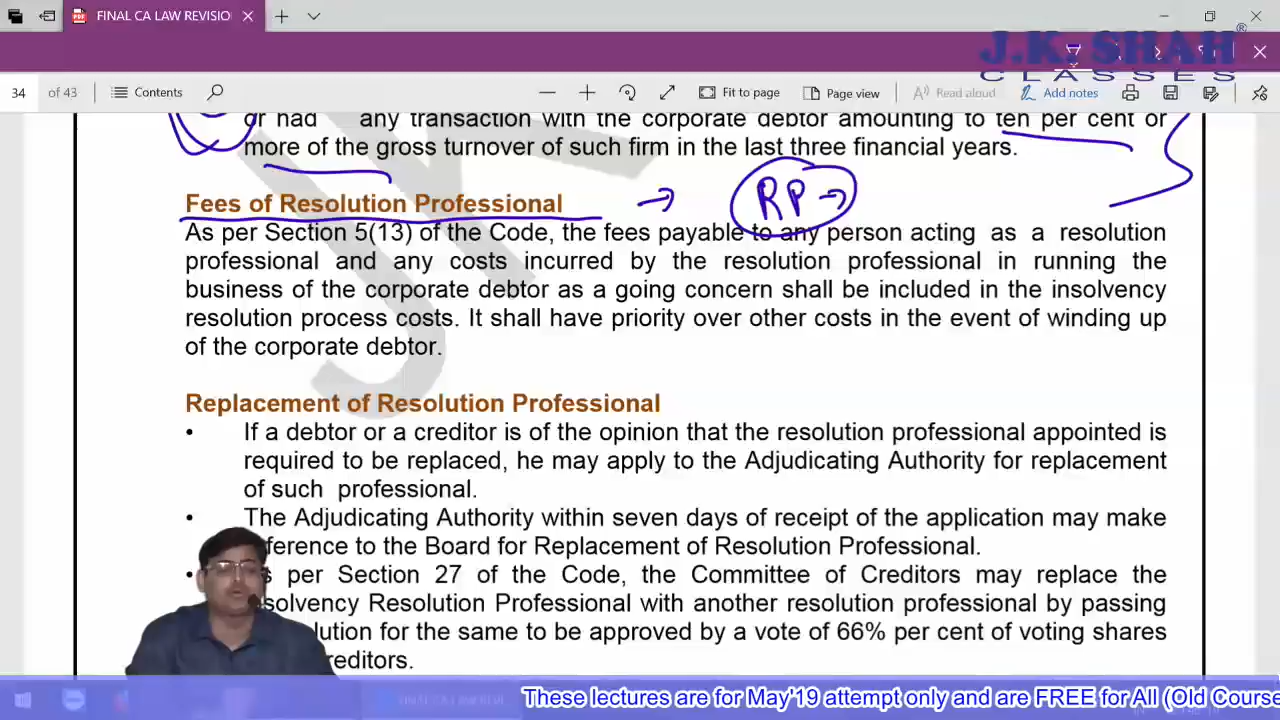 FINAL CA LAW REVISIO
J.K. SHAH®
CLASSES
34 of 43 Contents Fit to page Page view Read aloud Add notes
or had any transaction with the corporate debtor amounting to ten per cent or
more of the gross turnover of such firm in the last three financial years.
Fees of Resolution Professional → RP →
As per Section 5(13) of the Code, the fees payable to any person acting as a resolution
professional and any costs incurred by the resolution professional in running the
business of the corporate debtor as a going concern shall be included in the insolvency
resolution process costs. It shall have priority over other costs in the event of winding up
of the corporate debtor.
Replacement of Resolution Professional
• If a debtor or a creditor is of the opinion that the resolution professional appointed is
required to be replaced, he may apply to the Adjudicating Authority for replacement
of such professional.
• The Adjudicating Authority within seven days of receipt of the application may make
ference to the Board for Replacement of Resolution Professional.
• s per Section 27 of the Code, the Committee of Creditors may replace the
solvency Resolution Professional with another resolution professional by passing
lution for the same to be approved by a vote of 66% per cent of voting shares
reditors.
These lectures are for May'19 attempt only and are FREE for All (Old Course